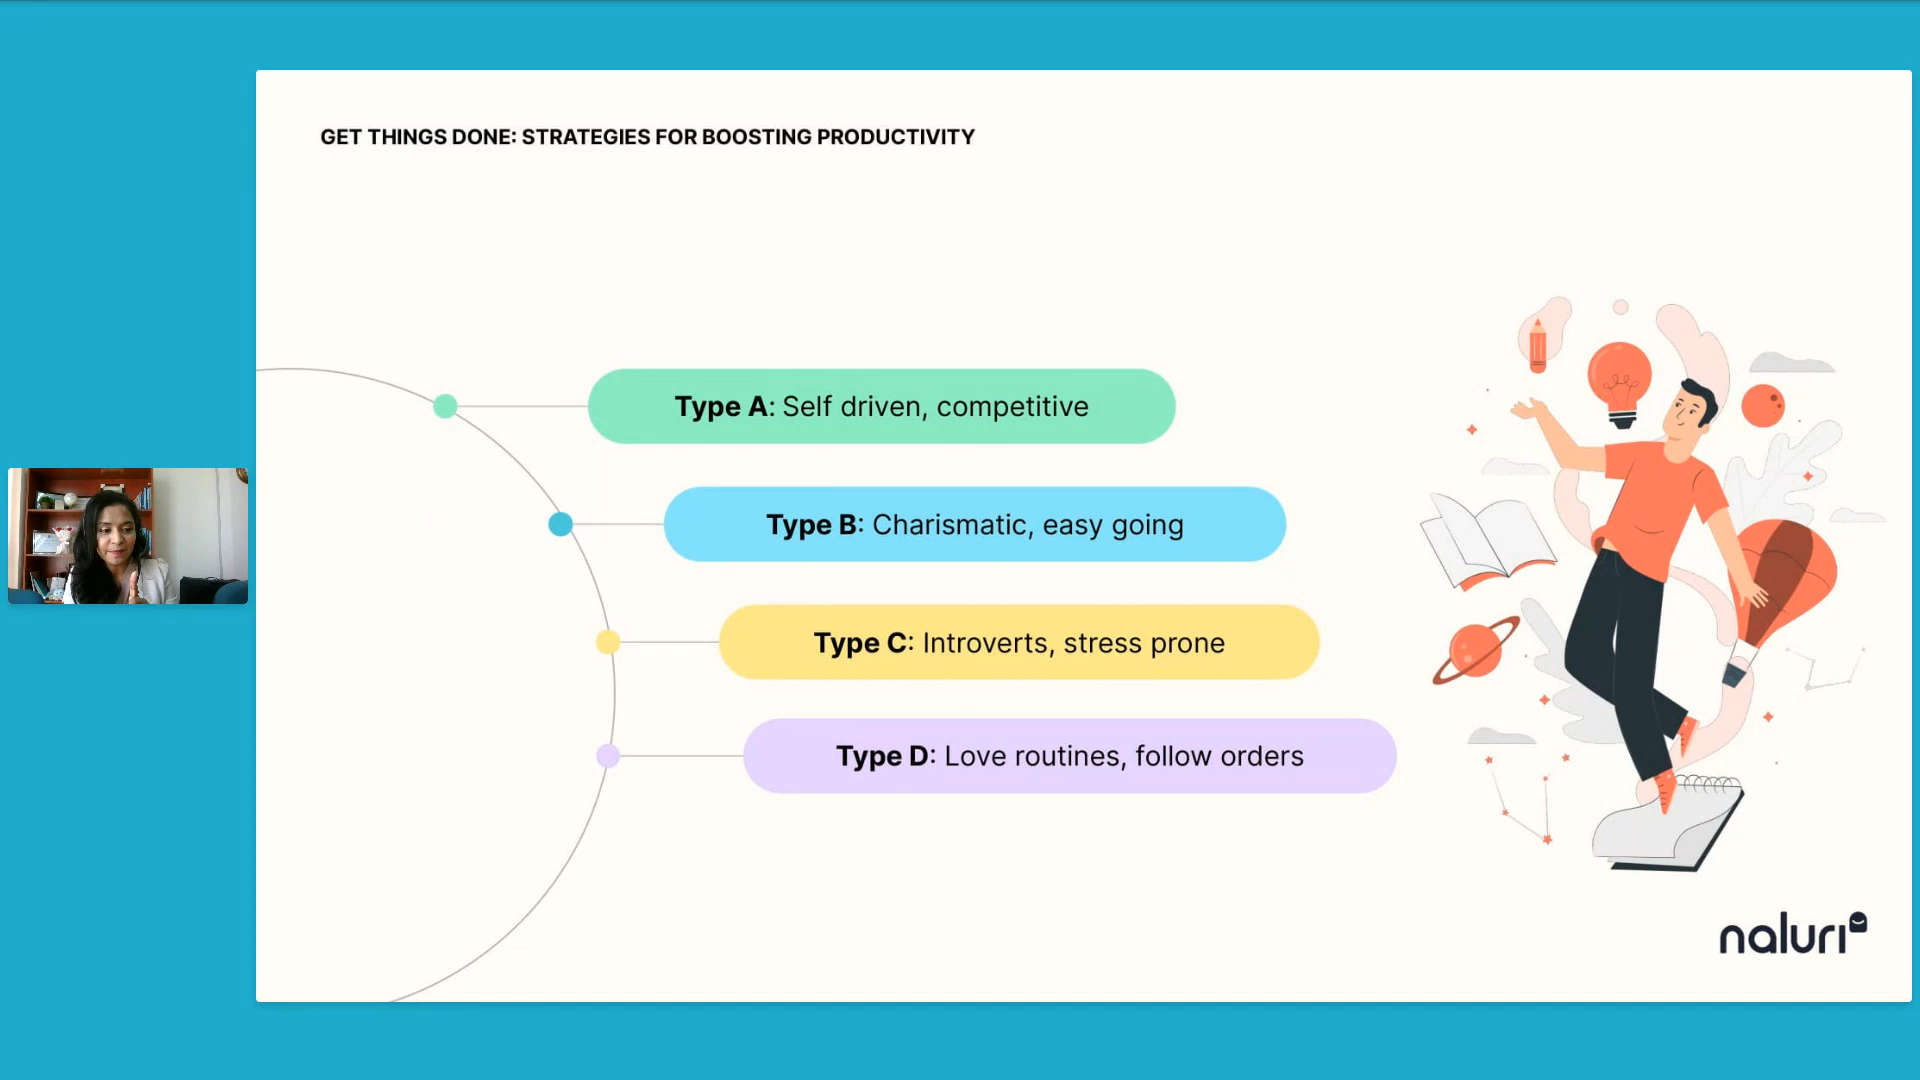 GET THINGS DONE: STRATEGIES FOR BOOSTING PRODUCTIVITY
Type A: Self driven, competitive
Type B: Charismatic, easy going
Type C: Introverts, stress prone
Type D: Love routines, follow orders
naluri